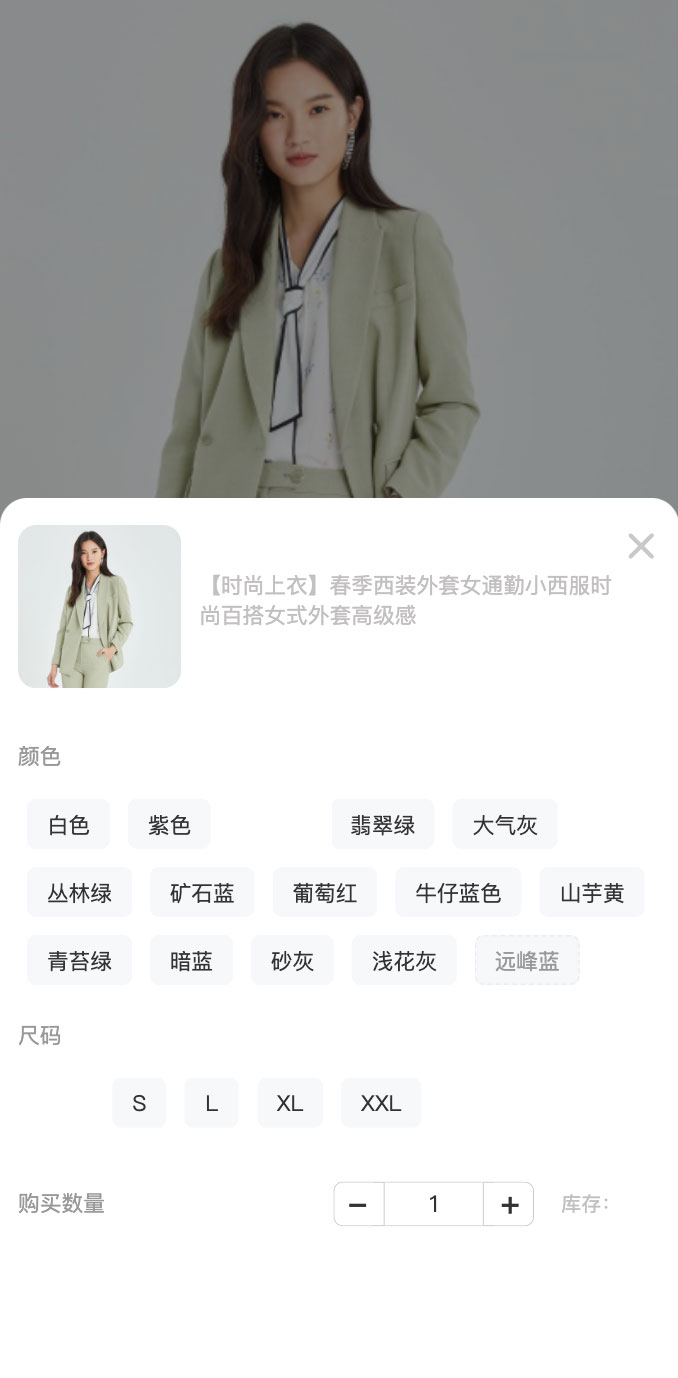 【时尚上衣】春季西装外套女通勤小西服时
尚百搭女式外套高级感
颜色
白色 紫色 翡翠绿 大气灰
丛林绿 矿石蓝 葡萄红 牛仔蓝色 山芋黄
青苔绿 暗蓝 砂灰 浅花灰 远峰蓝
尺码
S L XL XXL
购买数量 − 1 + 库存: